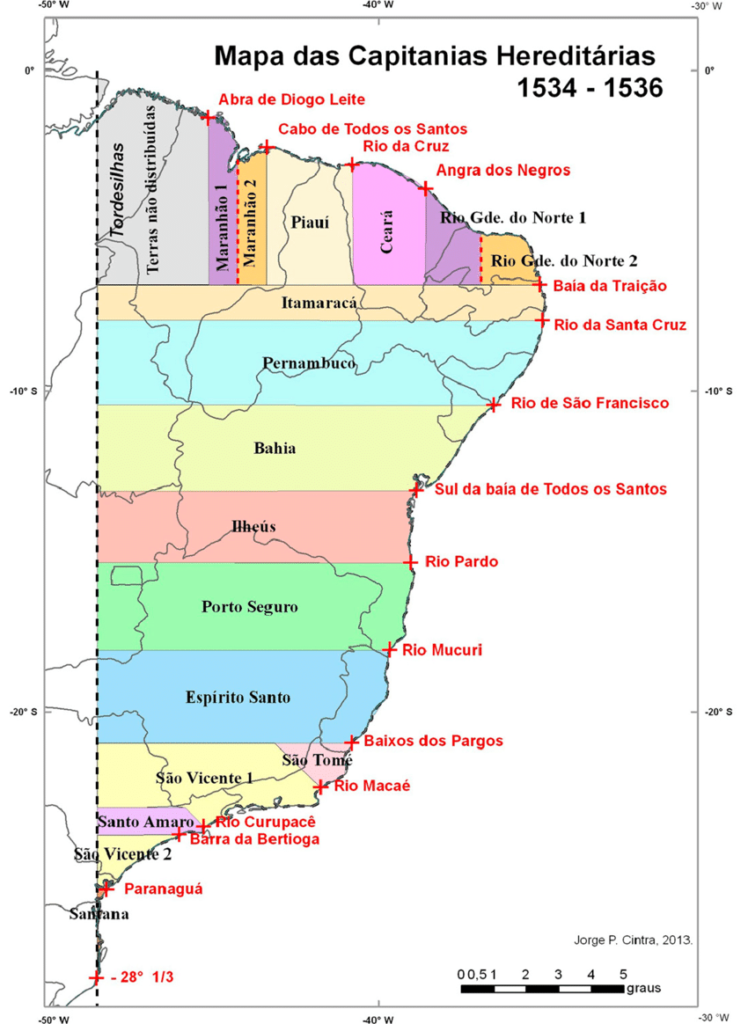 -50° W
-40° W
-30° W
Mapa das Capitanias Hereditárias
0°
0°
1534 - 1536
Abra de Diogo Leite
Cabo de Todos os Santos
Rio da Cruz
Angra dos Negros
Tordesilhas
Terras não distribuídas
Maranhão 1
Maranhão 2
Piauí
Ceará
Rio Gde. do Norte 1
Rio Gde. do Norte 2
Baía da Traição
Itamaracá
Rio da Santa Cruz
Pernambuco
-10° S
-10° S
Rio de São Francisco
Bahia
Sul da baía de Todos os Santos
Ilheús
Rio Pardo
Porto Seguro
Rio Mucuri
Espírito Santo
-20° S
-20° S
Baixos dos Pargos
São Tomé
São Vicente 1
Rio Macaé
Santo Amaro
Rio Curupacê
Barra da Bertioga
São Vicente 2
Paranaguá
Santana
Jorge P. Cintra, 2013.
- 28° 1/3
0 0,5 1 2 3 4 5
graus
-50° W
-40° W
-30° W